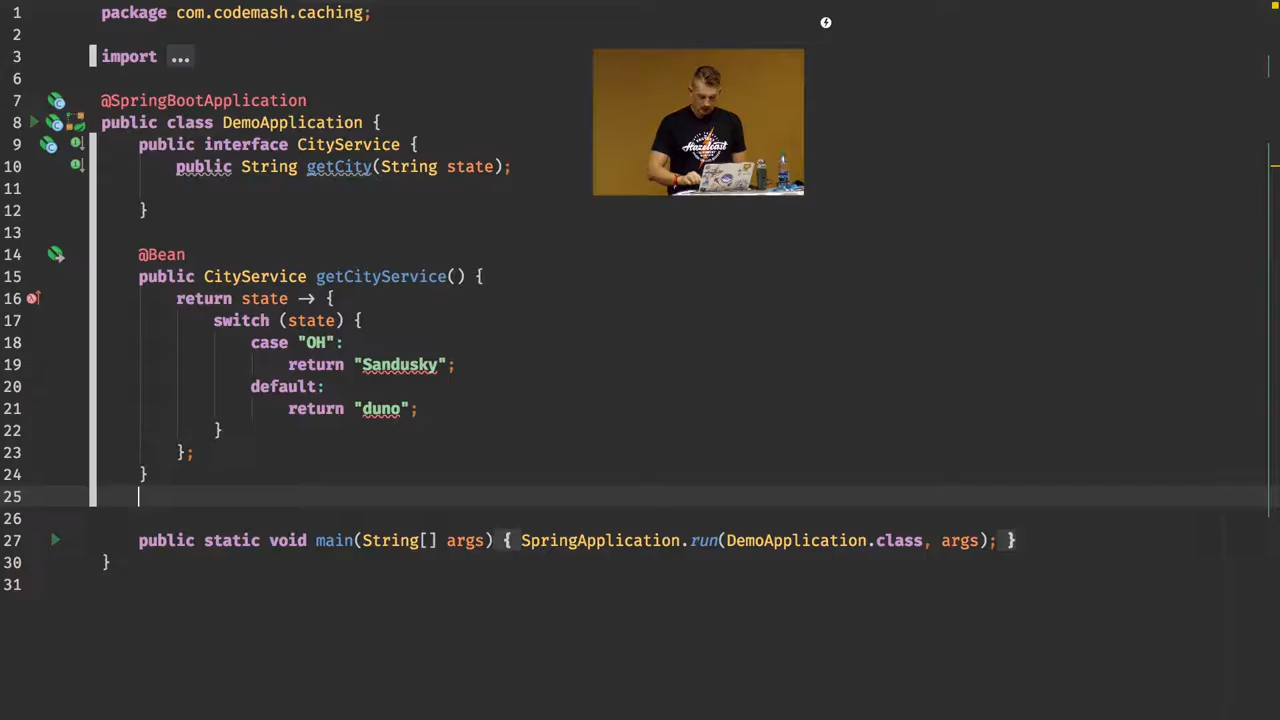 1 package com.codemash.caching;
2
3 import ...
6
7 @SpringBootApplication
8 public class DemoApplication {
9 public interface CityService {
10 public String getCity(String state);
11
12 }
13
14 @Bean
15 public CityService getCityService() {
16 return state -> {
17 switch (state) {
18 case "OH":
19 return "Sandusky";
20 default:
21 return "duno";
22 }
23 };
24 }
25
26
27 public static void main(String[] args) { SpringApplication.run(DemoApplication.class, args); }
30 }
31
Hazelcast